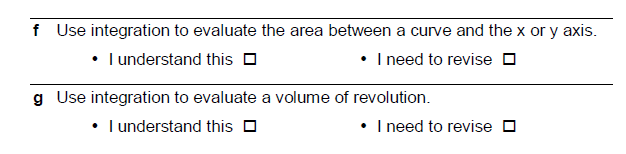 f Use integration to evaluate the area between a curve and the x or y axis.
• I understand this □ • I need to revise □
g Use integration to evaluate a volume of revolution.
• I understand this □ • I need to revise □